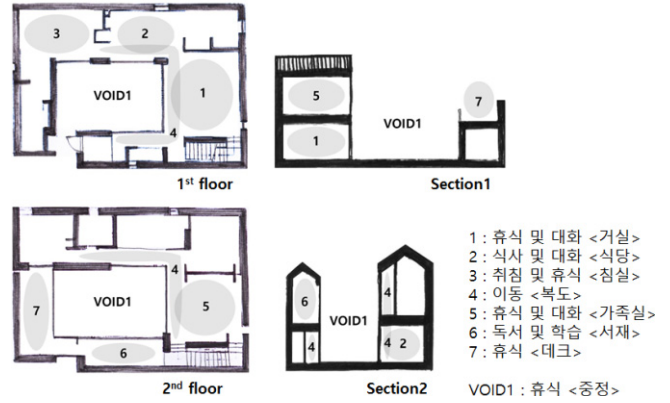 3
2
VOID1
1
4
1st floor
5
1
VOID1
7
Section1
7
VOID1
4
5
6
2nd floor
6
4
VOID1
4
4
2
Section2
1 : 휴식 및 대화 <거실>
2 : 식사 및 대화 <식당>
3 : 취침 및 휴식 <침실>
4 : 이동 <복도>
5 : 휴식 및 대화 <가족실>
6 : 독서 및 학습 <서재>
7 : 휴식 <데크>
VOID1 : 휴식 <중정>